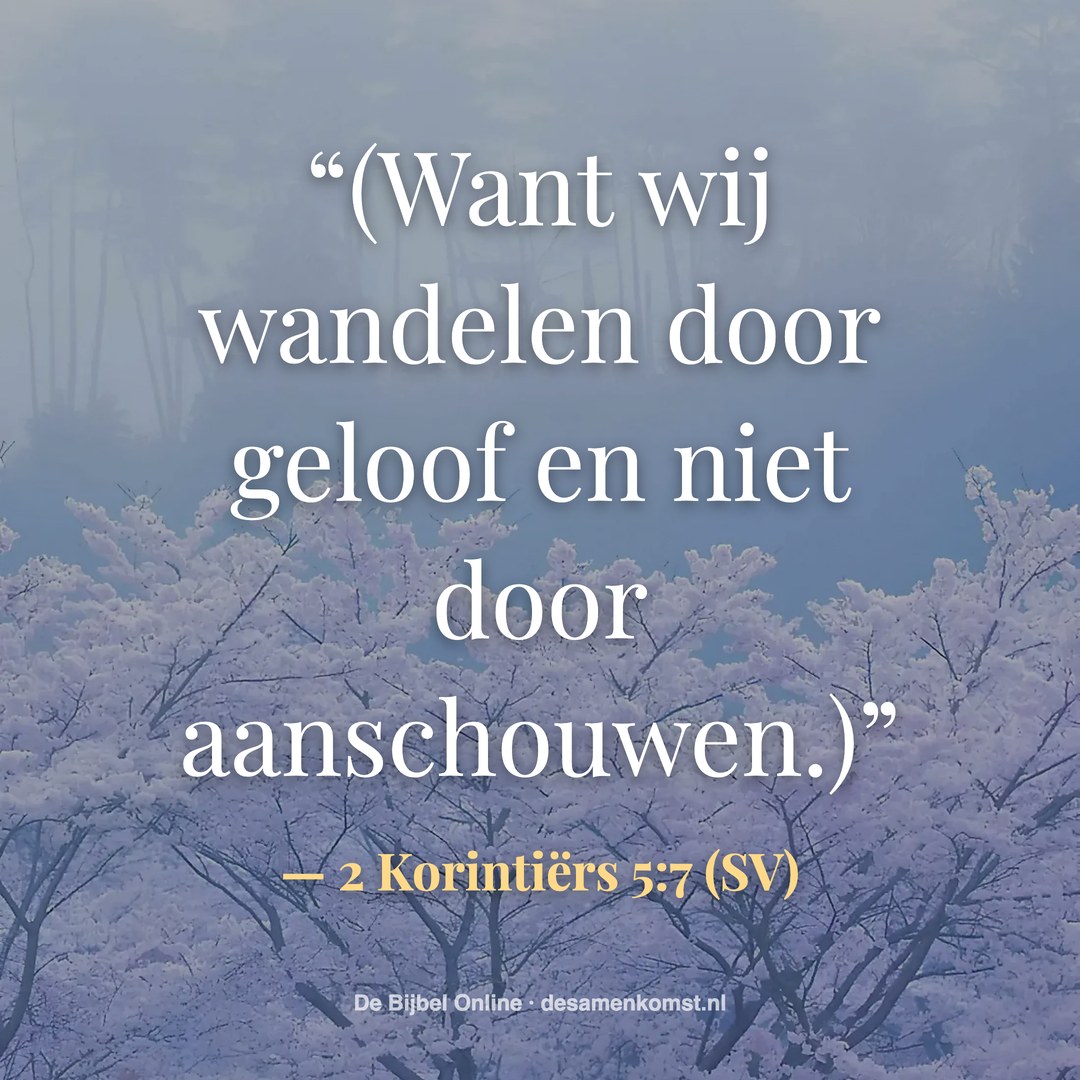 “(Want wij
wandelen door
geloof en niet
door
aanschouwen.)”
— 2 Korintiërs 5:7 (SV)
De Bijbel Online · desamenkomst.nl